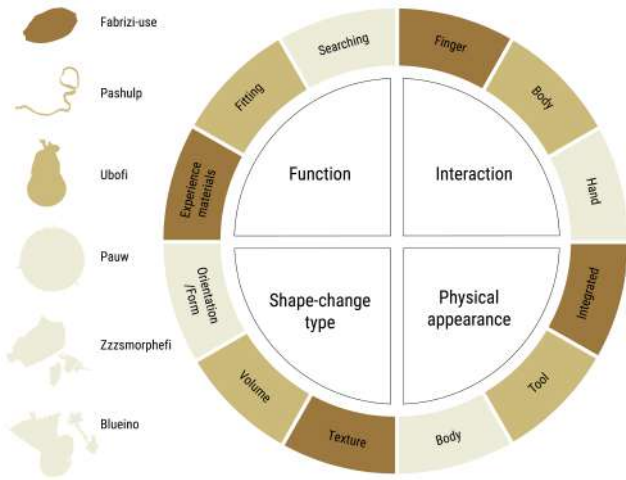 Fabrizi-use
Pashulp
Ubofi
Pauw
Zzzsmorphefi
Blueino
Searching
Finger
Fitting
Body
Experience
materials
Hand
Function
Interaction
Orientation
/Form
Integrated
Shape-change
type
Physical
appearance
Volume
Tool
Texture
Body